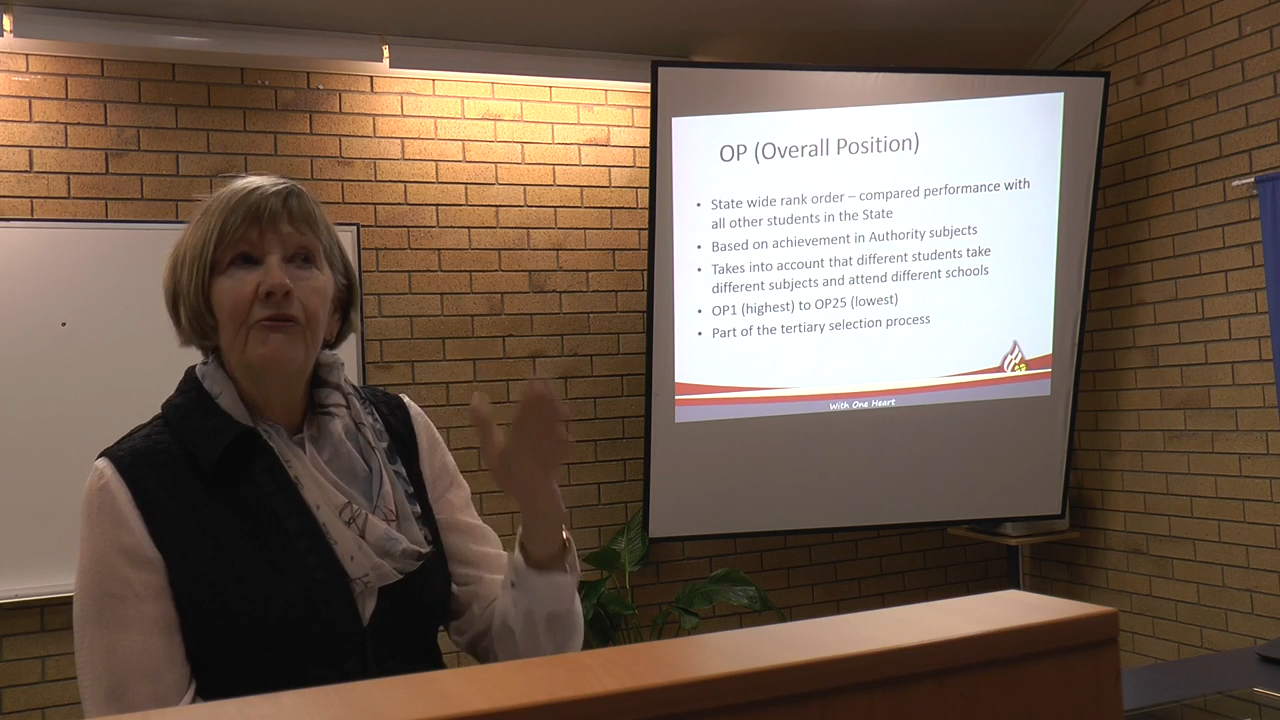 OP (Overall Position)
• State wide rank order – compared performance with
all other students in the State
• Based on achievement in Authority subjects
• Takes into account that different students take
different subjects and attend different schools
• OP1 (highest) to OP25 (lowest)
• Part of the tertiary selection process
With One Heart